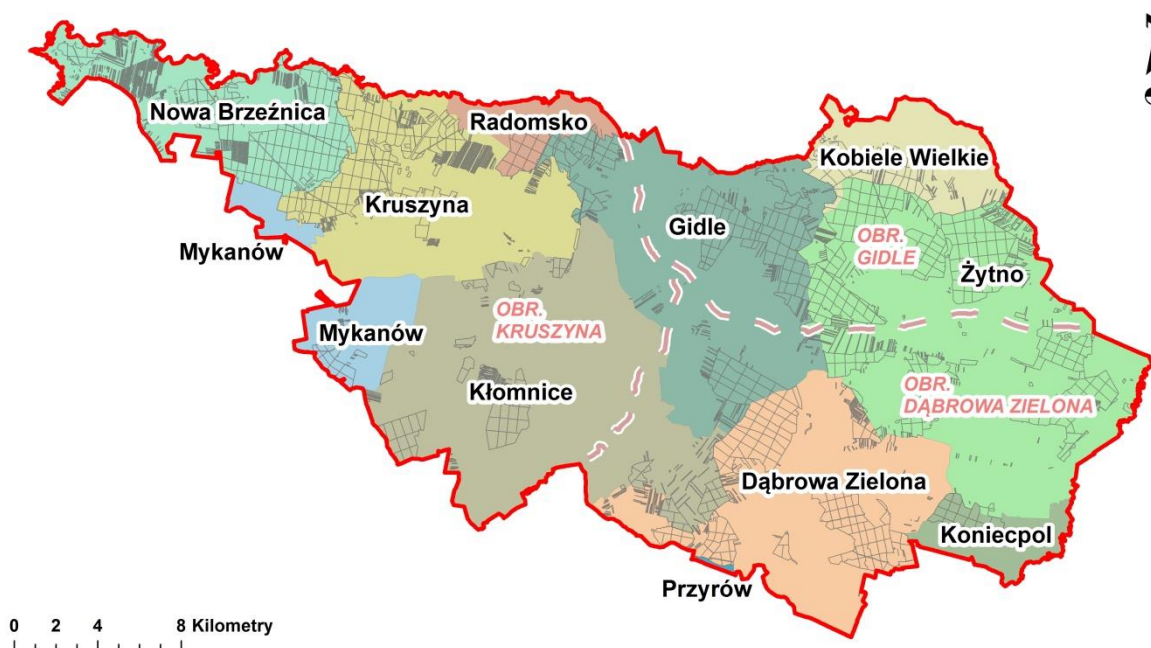 Nowa Brzeźnica
Radomsko
Kobiele Wielkie
Kruszyna
Gidle
OBR.
GIDLE
Żytno
Mykanów
Mykanów
OBR.
KRUSZYNA
Kłomnice
OBR.
DĄBROWA ZIELONA
Dąbrowa Zielona
Koniecpol
Przyrów
0 2 4 8 Kilometry